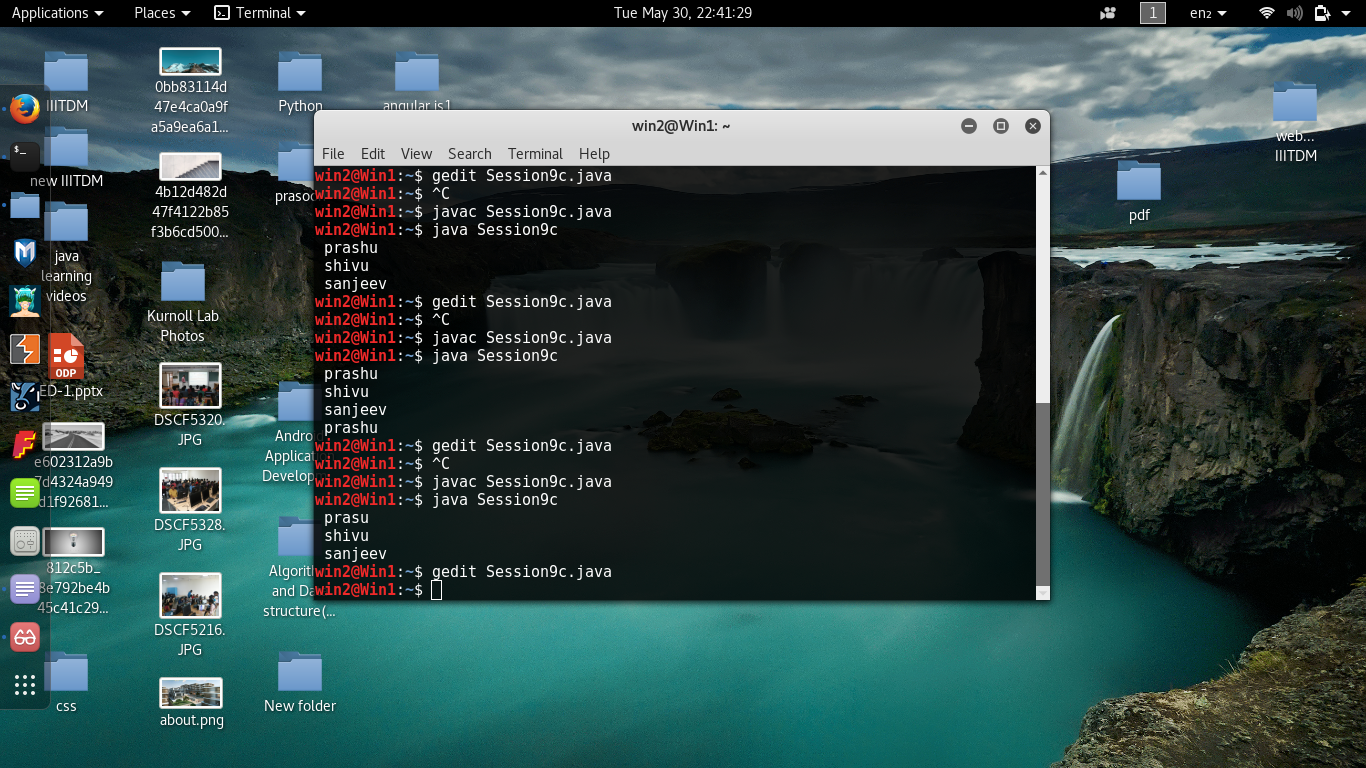 Applications Places Terminal Tue May 30, 22:41:29 1 en₂
IIITDM
new IIITDM
java
learning
videos
ED-1.pptx
ODP
e602312a9b
7d4324a949
d1f92681...
812c5b_
8e792be4b
45c41c29...
css
0bb83114d
47e4ca0a9f
a5a9ea6a1...
4b12d482d
47f4122b85
f3b6cd500...
Kurnoll Lab
Photos
DSCF5320.
JPG
DSCF5328.
JPG
DSCF5216.
JPG
about.png
Python
prasoo
Androi
Applicat
Develop
Algorit
and Da
structure(...
New folder
angular js1
win2@Win1: ~
File Edit View Search Terminal Help
win2@Win1:~$ gedit Session9c.java
win2@Win1:~$ ^C
win2@Win1:~$ javac Session9c.java
win2@Win1:~$ java Session9c
prashu
shivu
sanjeev
win2@Win1:~$ gedit Session9c.java
win2@Win1:~$ ^C
win2@Win1:~$ javac Session9c.java
win2@Win1:~$ java Session9c
prashu
shivu
sanjeev
prashu
win2@Win1:~$ gedit Session9c.java
win2@Win1:~$ ^C
win2@Win1:~$ javac Session9c.java
win2@Win1:~$ java Session9c
prasu
shivu
sanjeev
win2@Win1:~$ gedit Session9c.java
win2@Win1:~$
pdf
web...
IIITDM